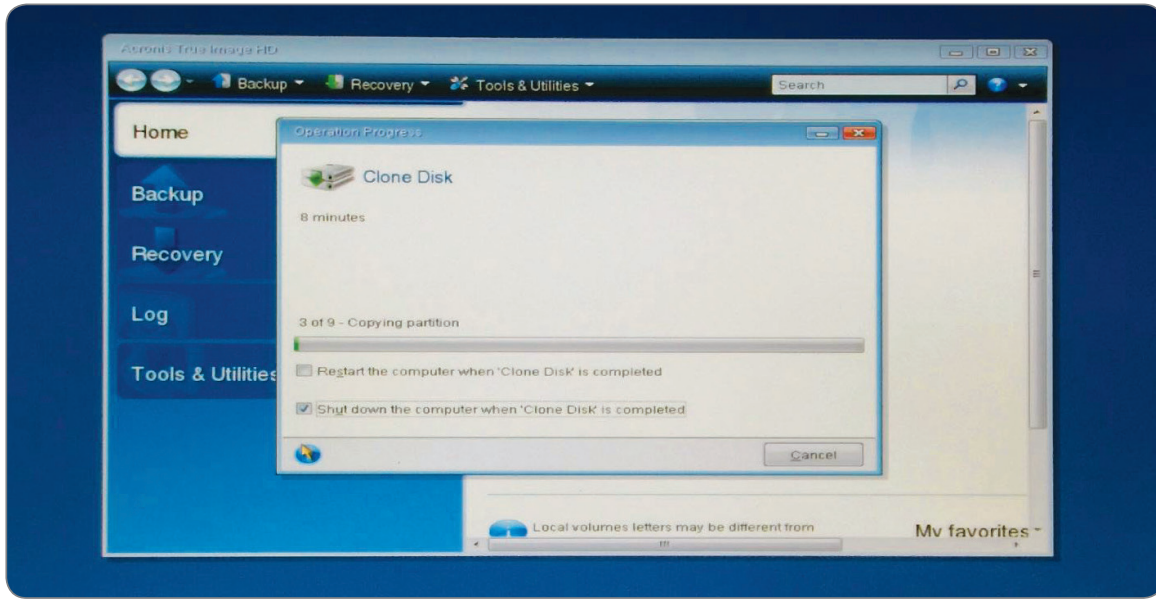 Acronis True Image HD
Backup Recovery Tools & Utilities Search
Home
Backup
Recovery
Log
Tools & Utilities
Operation Progress
Clone Disk
8 minutes
3 of 9 - Copying partition
Restart the computer when 'Clone Disk' is completed
Shut down the computer when 'Clone Disk' is completed
Cancel
Local volumes letters may be different from
My favorites